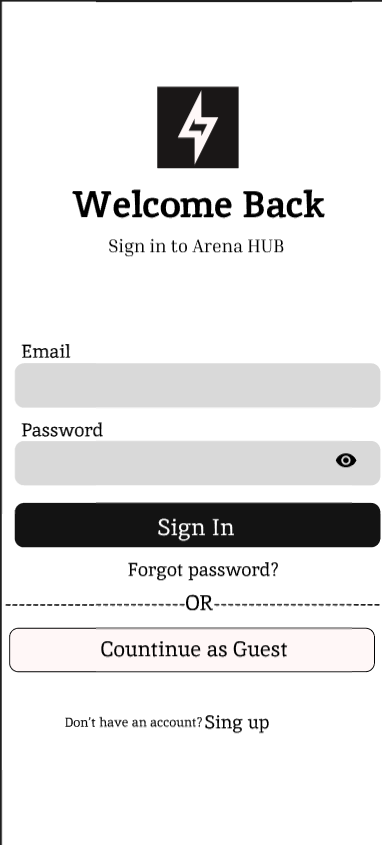 Welcome Back
Sign in to Arena HUB
Email
Password
Sign In
Forgot password?
OR
Countinue as Guest
Don't have an account? Sing up